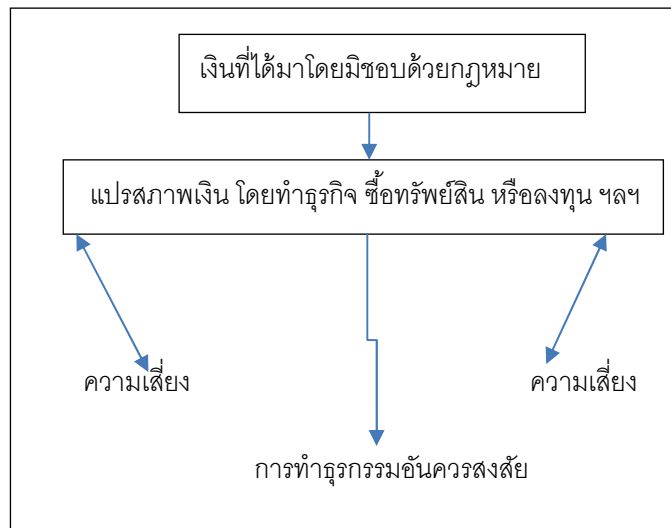 เงินที่ได้มาโดยมิชอบด้วยกฎหมาย
แปรสภาพเงิน โดยทำธุรกิจ ซื้อทรัพย์สิน หรือลงทุน ฯลฯ
ความเสี่ยง
ความเสี่ยง
การทำธุรกรรมอันควรสงสัย